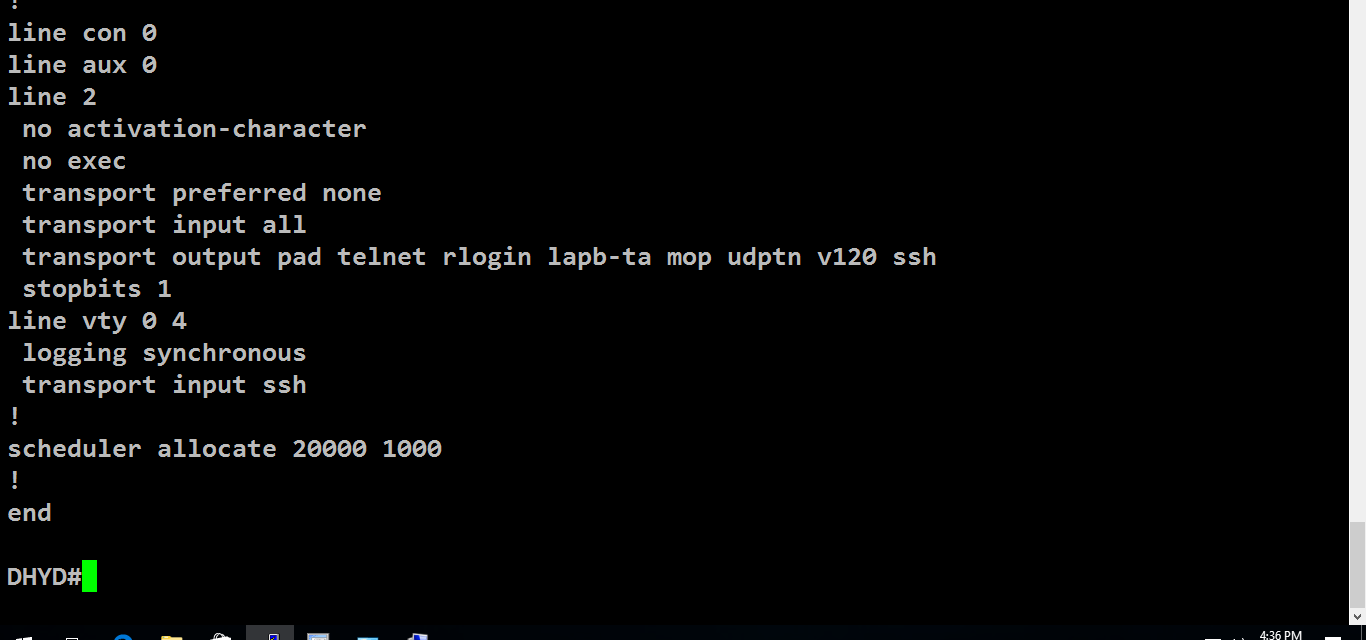 !
line con 0
line aux 0
line 2
 no activation-character
 no exec
 transport preferred none
 transport input all
 transport output pad telnet rlogin lapb-ta mop udptn v120 ssh
 stopbits 1
line vty 0 4
 logging synchronous
 transport input ssh
!
scheduler allocate 20000 1000
!
end
DHYD#
4:36 PM